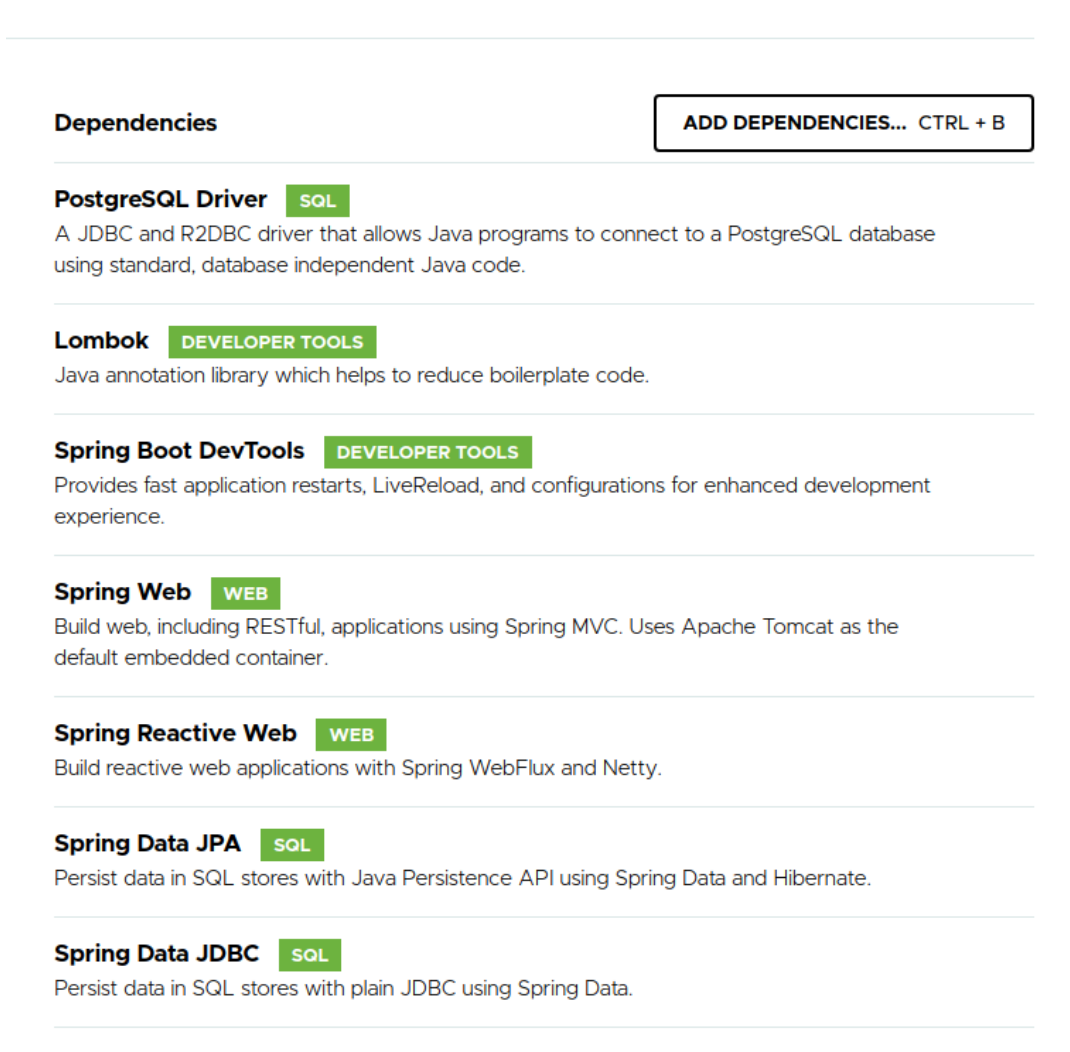 Dependencies
ADD DEPENDENCIES... CTRL + B
PostgreSQL Driver SQL
A JDBC and R2DBC driver that allows Java programs to connect to a PostgreSQL database
using standard, database independent Java code.
Lombok DEVELOPER TOOLS
Java annotation library which helps to reduce boilerplate code.
Spring Boot DevTools DEVELOPER TOOLS
Provides fast application restarts, LiveReload, and configurations for enhanced development
experience.
Spring Web WEB
Build web, including RESTful, applications using Spring MVC. Uses Apache Tomcat as the
default embedded container.
Spring Reactive Web WEB
Build reactive web applications with Spring WebFlux and Netty.
Spring Data JPA SQL
Persist data in SQL stores with Java Persistence API using Spring Data and Hibernate.
Spring Data JDBC SQL
Persist data in SQL stores with plain JDBC using Spring Data.